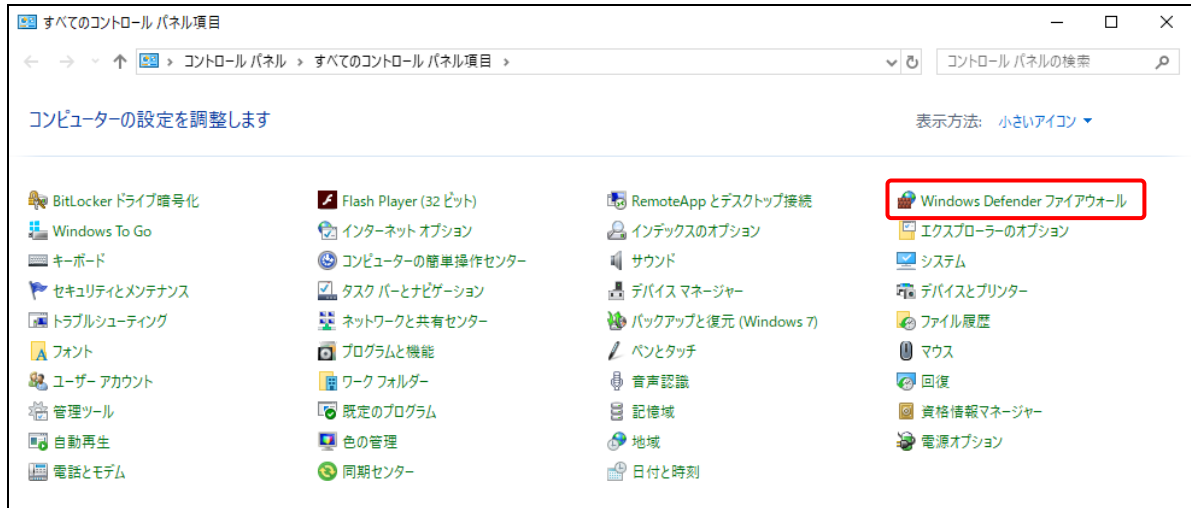 すべてのコントロール パネル項目
コントロール パネル › すべてのコントロール パネル項目 ›
コントロール パネルの検索
コンピューターの設定を調整します
表示方法: 小さいアイコン
BitLocker ドライブ暗号化 Flash Player (32 ビット) RemoteApp とデスクトップ接続 Windows Defender ファイアウォール
Windows To Go インターネット オプション インデックスのオプション エクスプローラーのオプション
キーボード コンピューターの簡単操作センター サウンド システム
セキュリティとメンテナンス タスク バーとナビゲーション デバイス マネージャー デバイスとプリンター
トラブルシューティング ネットワークと共有センター バックアップと復元 (Windows 7) ファイル履歴
フォント プログラムと機能 ペンとタッチ マウス
ユーザー アカウント ワーク フォルダー 音声認識 回復
管理ツール 既定のプログラム 記憶域 資格情報マネージャー
自動再生 色の管理 地域 電源オプション
電話とモデム 同期センター 日付と時刻